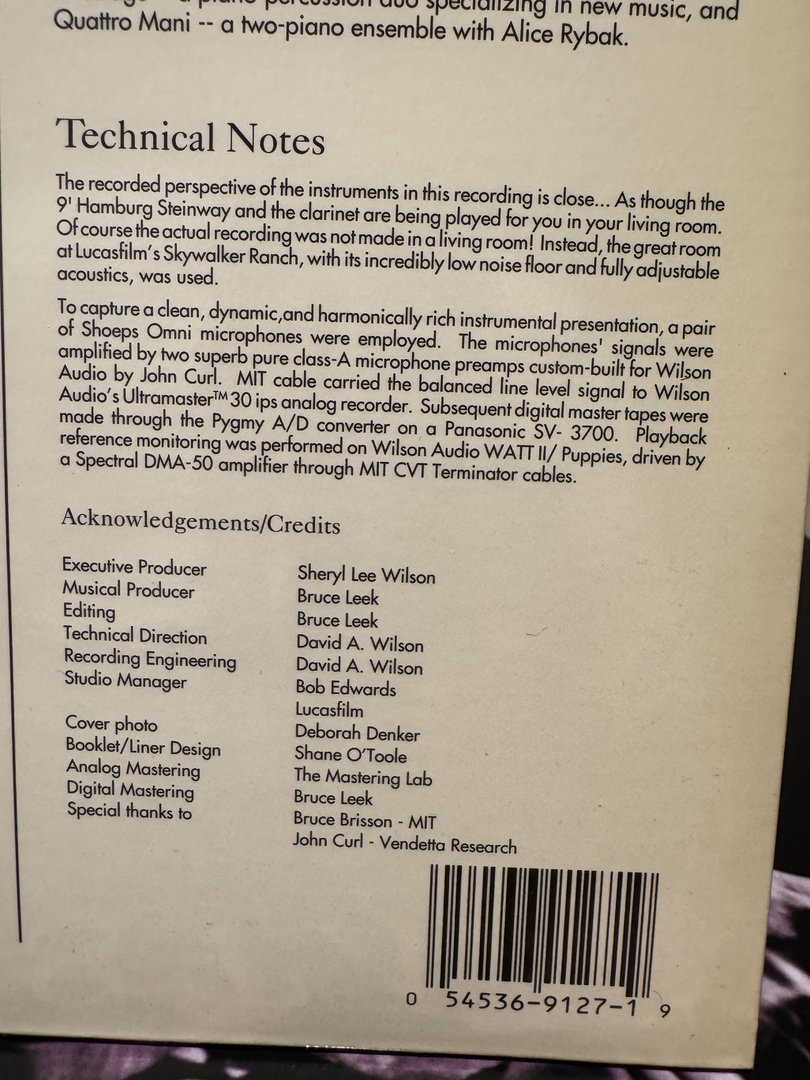 a piano percussion duo specializing in new music, and
Quattro Mani -- a two-piano ensemble with Alice Rybak.
Technical Notes
The recorded perspective of the instruments in this recording is close... As though the
9' Hamburg Steinway and the clarinet are being played for you in your living room.
Of course the actual recording was not made in a living room! Instead, the great room
at Lucasfilm's Skywalker Ranch, with its incredibly low noise floor and fully adjustable
acoustics, was used.
To capture a clean, dynamic,and harmonically rich instrumental presentation, a pair
of Shoeps Omni microphones were employed. The microphones' signals were
amplified by two superb pure class-A microphone preamps custom-built for Wilson
Audio by John Curl. MIT cable carried the balanced line level signal to Wilson
Audio's Ultramaster™ 30 ips analog recorder. Subsequent digital master tapes were
made through the Pygmy A/D converter on a Panasonic SV- 3700. Playback
reference monitoring was performed on Wilson Audio WATT II/ Puppies, driven by
a Spectral DMA-50 amplifier through MIT CVT Terminator cables.
Acknowledgements/Credits
Executive Producer Sheryl Lee Wilson
Musical Producer Bruce Leek
Editing Bruce Leek
Technical Direction David A. Wilson
Recording Engineering David A. Wilson
Studio Manager Bob Edwards
Lucasfilm
Cover photo Deborah Denker
Booklet/Liner Design Shane O'Toole
Analog Mastering The Mastering Lab
Digital Mastering Bruce Leek
Special thanks to Bruce Brisson - MIT
John Curl - Vendetta Research
0 54536-9127-1 9